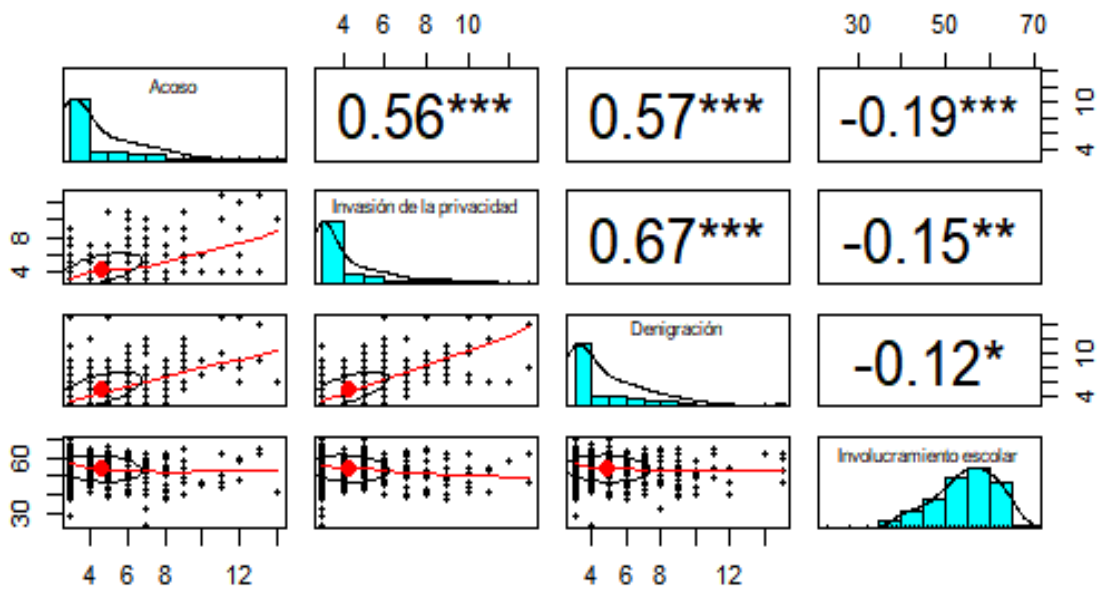 4 6 8 10
30 50 70
Acoso
0.56***
0.57***
-0.19***
4 10
Invasión de la privacidad
0.67***
-0.15**
4 8
Denigración
-0.12*
4 10
Involucramiento escolar
30 60
4 6 8 12
4 6 8 12